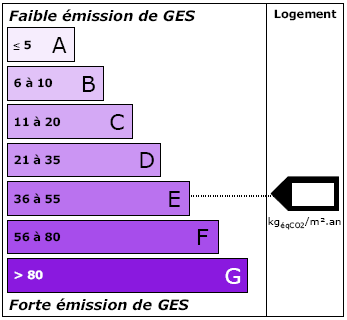 Faible émission de GES
Logement
≤ 5 A
6 à 10 B
11 à 20 C
21 à 35 D
36 à 55 E
kgéqCO2/m².an
56 à 80 F
> 80 G
Forte émission de GES